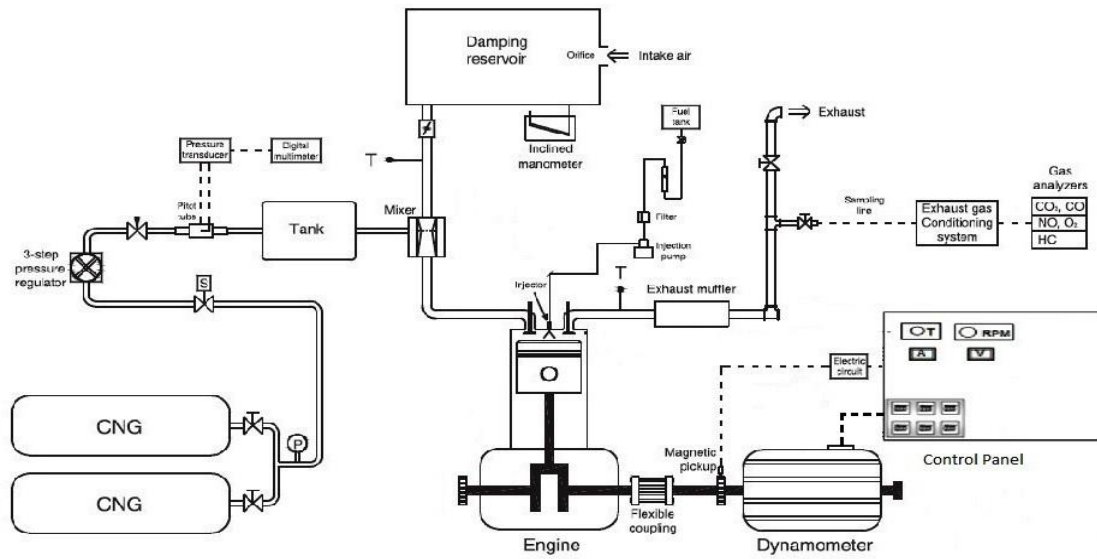 Damping
reservoir
Orifice
Intake air
Inclined
manometer
Fuel
tank
Exhaust
T
Pressure
transducer
Digital
multimeter
Pitot
tube
Mixer
Tank
Filter
Injection
pump
Sampling
line
Exhaust gas
Conditioning
system
Gas
analyzers
CO₂, CO
NO, O₂
HC
3-step
pressure
regulator
S
Injector
T
Exhaust muffler
T
RPM
A
V
Electric
circuit
CNG
P
CNG
Magnetic
pickup
Control Panel
Flexible
coupling
Engine
Dynamometer